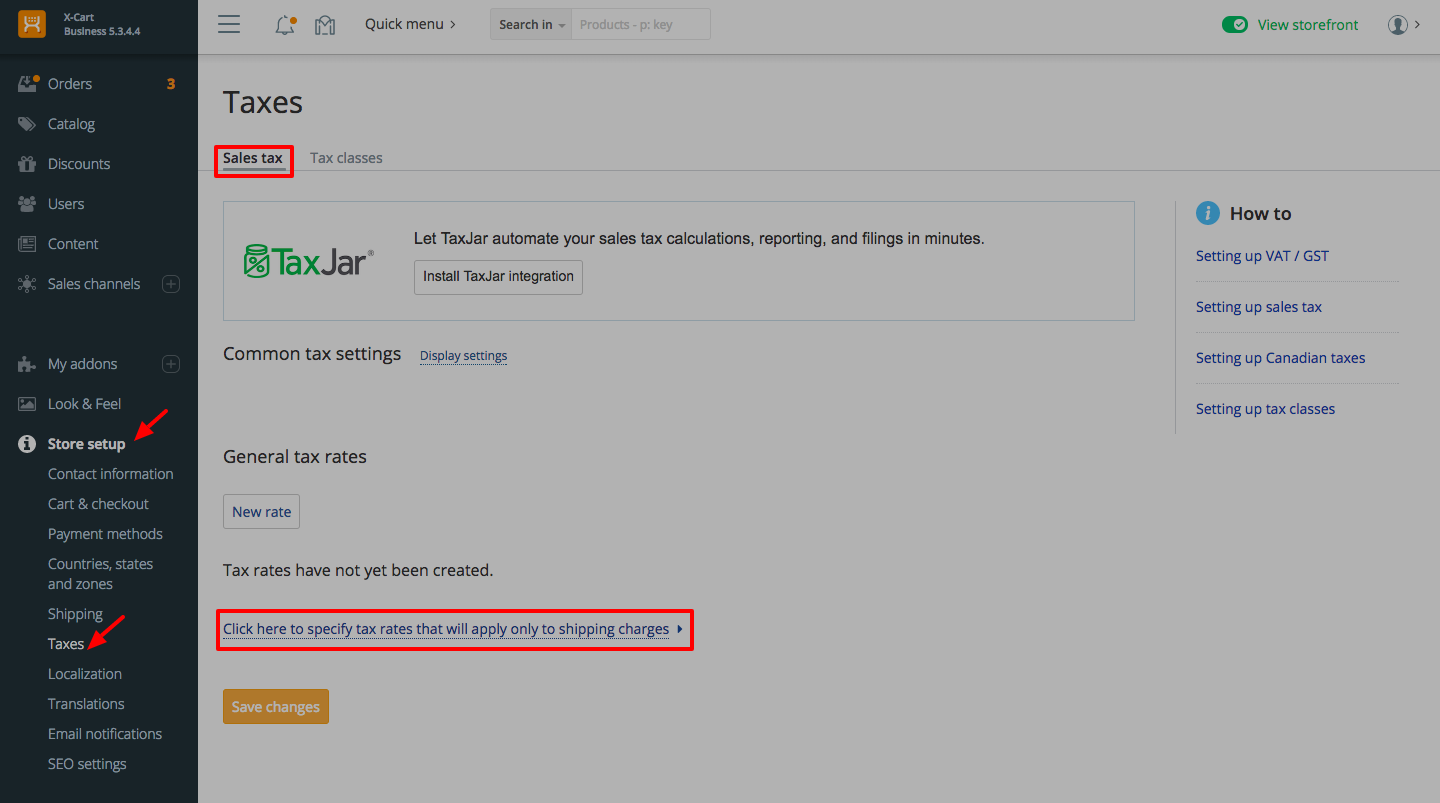 X-Cart
Business 5.3.4.4
Quick menu
Search in
Products - p: key
View storefront
Orders 3
Catalog
Discounts
Users
Content
Sales channels
My addons
Look & Feel
Store setup
Contact information
Cart & checkout
Payment methods
Countries, states
and zones
Shipping
Taxes
Localization
Translations
Email notifications
SEO settings
Taxes
Sales tax Tax classes
TaxJar®
Let TaxJar automate your sales tax calculations, reporting, and filings in minutes.
Install TaxJar integration
Common tax settings Display settings
General tax rates
New rate
Tax rates have not yet been created.
Click here to specify tax rates that will apply only to shipping charges
Save changes
How to
Setting up VAT / GST
Setting up sales tax
Setting up Canadian taxes
Setting up tax classes